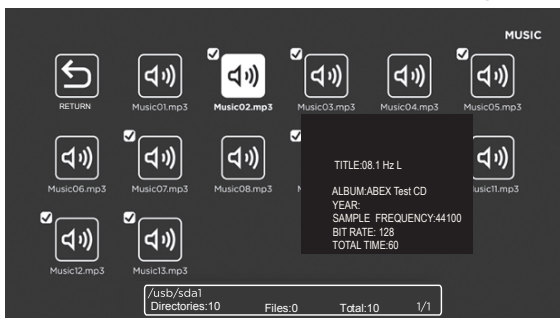 MUSIC
RETURN Music01.mp3 Music02.mp3 Music03.mp3 Music04.mp3 Music05.mp3
Music06.mp3 Music07.mp3 Music08.mp3
TITLE:08.1 Hz L
ALBUM:ABEX Test CD
YEAR:
SAMPLE FREQUENCY:44100
BIT RATE: 128
TOTAL TIME:60
Music12.mp3 Music13.mp3
/usb/sda1
Directories:10 Files:0 Total:10 1/1